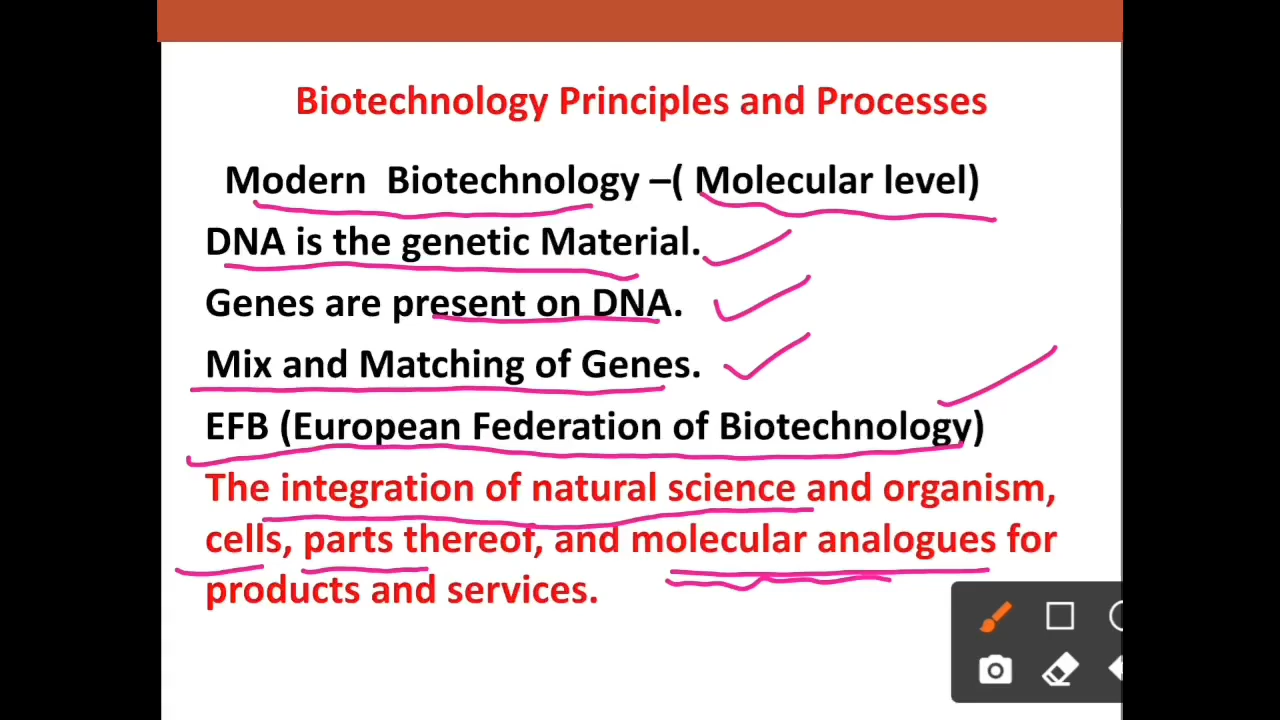 Biotechnology Principles and Processes
Modern Biotechnology –( Molecular level)
DNA is the genetic Material.
Genes are present on DNA.
Mix and Matching of Genes.
EFB (European Federation of Biotechnology)
The integration of natural science and organism,
cells, parts thereof, and molecular analogues for
products and services.